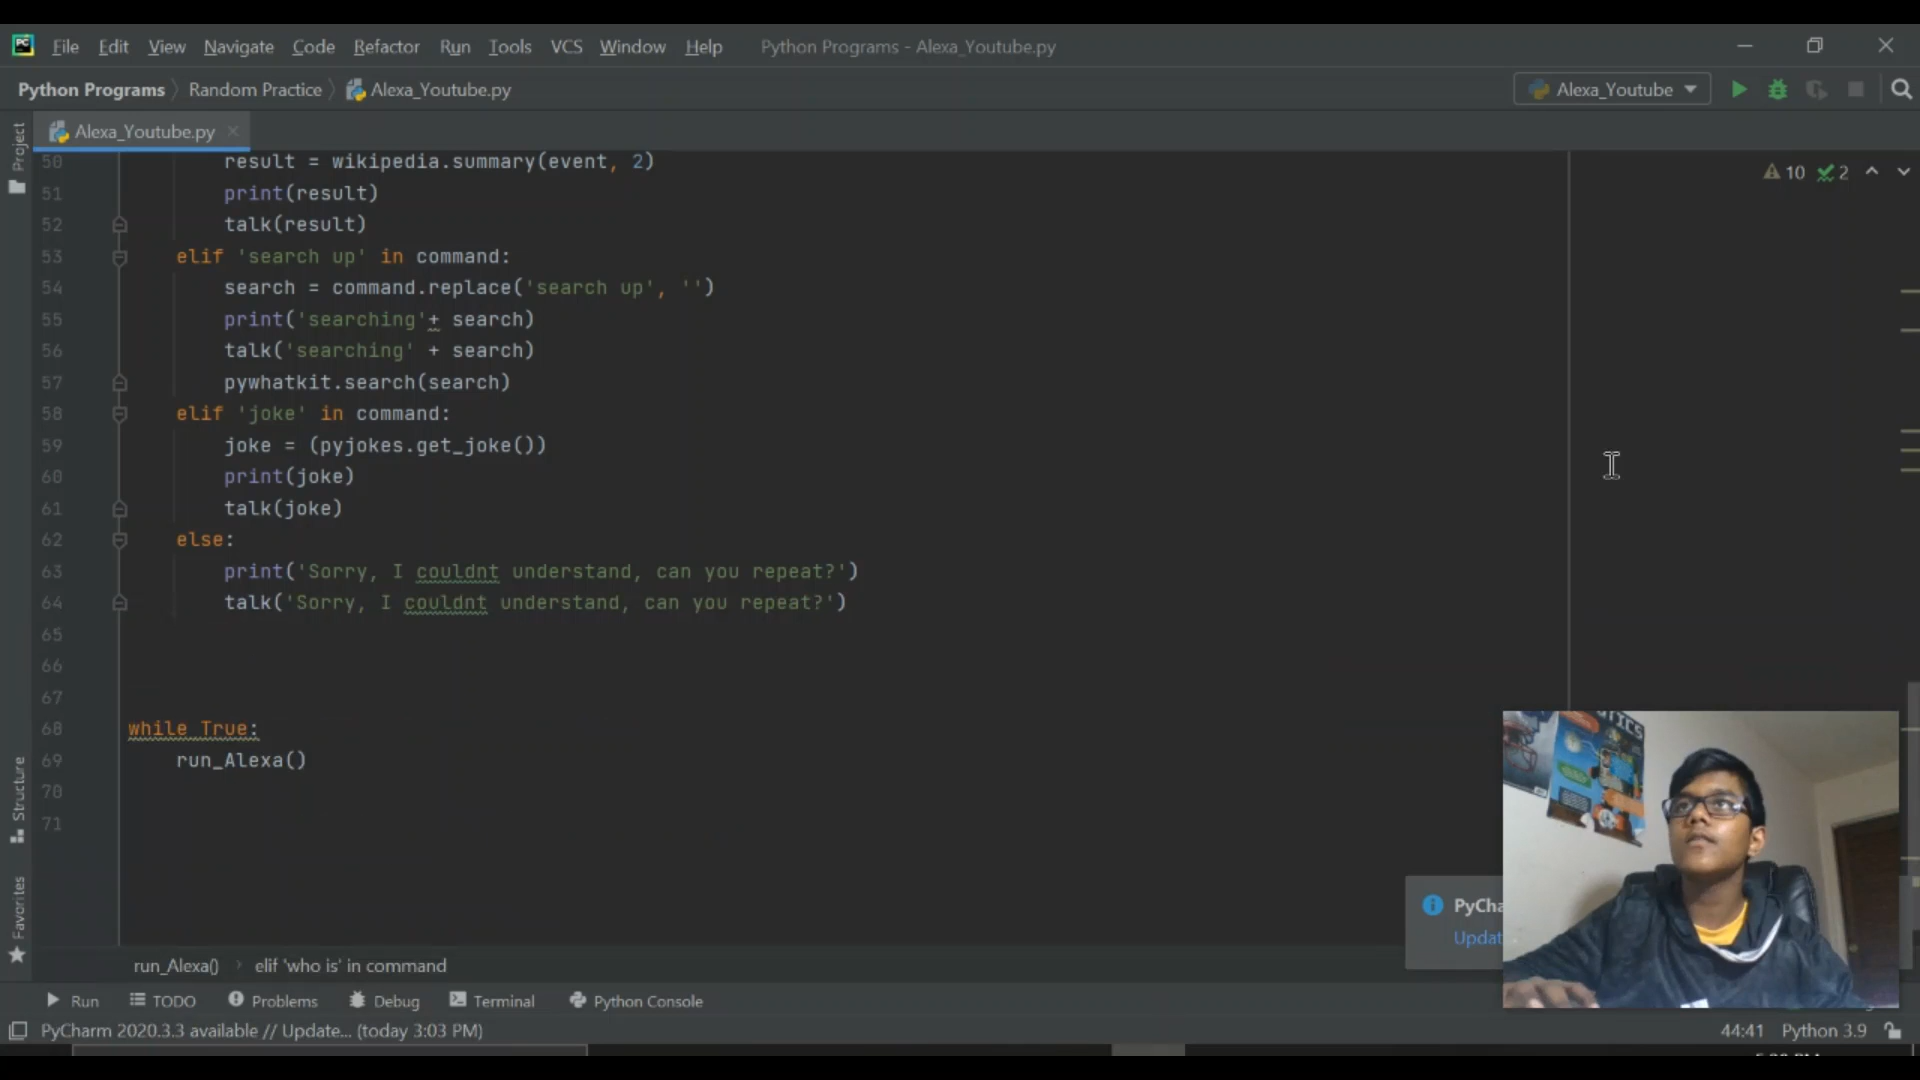 File Edit View Navigate Code Refactor Run Tools VCS Window Help Python Programs - Alexa_Youtube.py
Python Programs Random Practice Alexa_Youtube.py Alexa_Youtube
Alexa_Youtube.py
Project
10 2
50 result = wikipedia.summary(event, 2)
51 print(result)
52 talk(result)
53 elif 'search up' in command:
54 search = command.replace('search up', '')
55 print('searching'+ search)
56 talk('searching' + search)
57 pywhatkit.search(search)
58 elif 'joke' in command:
59 joke = (pyjokes.get_joke())
60 print(joke)
61 talk(joke)
62 else:
63 print('Sorry, I couldnt understand, can you repeat?')
64 talk('Sorry, I couldnt understand, can you repeat?')
65
66
67
68 while True:
69 run_Alexa()
70
71
Structure
Favorites
PyCha
Updat
run_Alexa() elif 'who is' in command
Run TODO Problems Debug Terminal Python Console
PyCharm 2020.3.3 available // Update... (today 3:03 PM) 44:41 Python 3.9